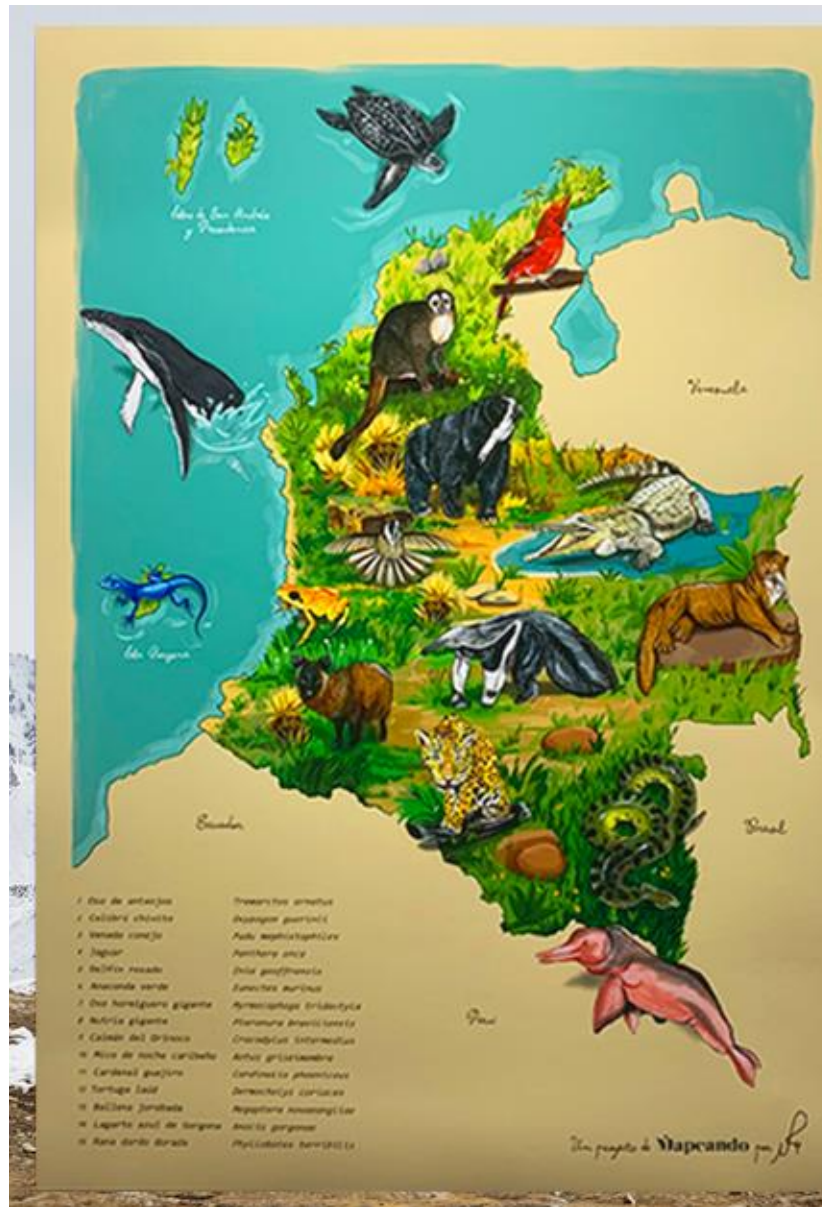 Islas de San Andrés
y Providencia
Venezuela
Isla Gorgona
Ecuador
Brasil
Perú
1 Oso de anteojos Tremarctos ornatus
2 Colibrí chivito Oxypogon guerinii
3 Venado conejo Pudu mephistophiles
4 Jaguar Panthera onca
5 Delfín rosado Inia geoffrensis
6 Anaconda verde Eunectes murinus
7 Oso hormiguero gigante Myrmecophaga tridactyla
8 Nutria gigante Pteronura brasiliensis
9 Caimán del Orinoco Crocodylus intermedius
10 Mico de noche caribeño Aotus griseimembra
11 Cardenal guajiro Cardinalis phoeniceus
12 Tortuga laúd Dermochelys coriacea
13 Ballena jorobada Megaptera novaeangliae
14 Lagarto azul de Gorgona Anolis gorgonae
15 Rana dardo dorada Phyllobates terribilis
Un proyecto de Mapeando por